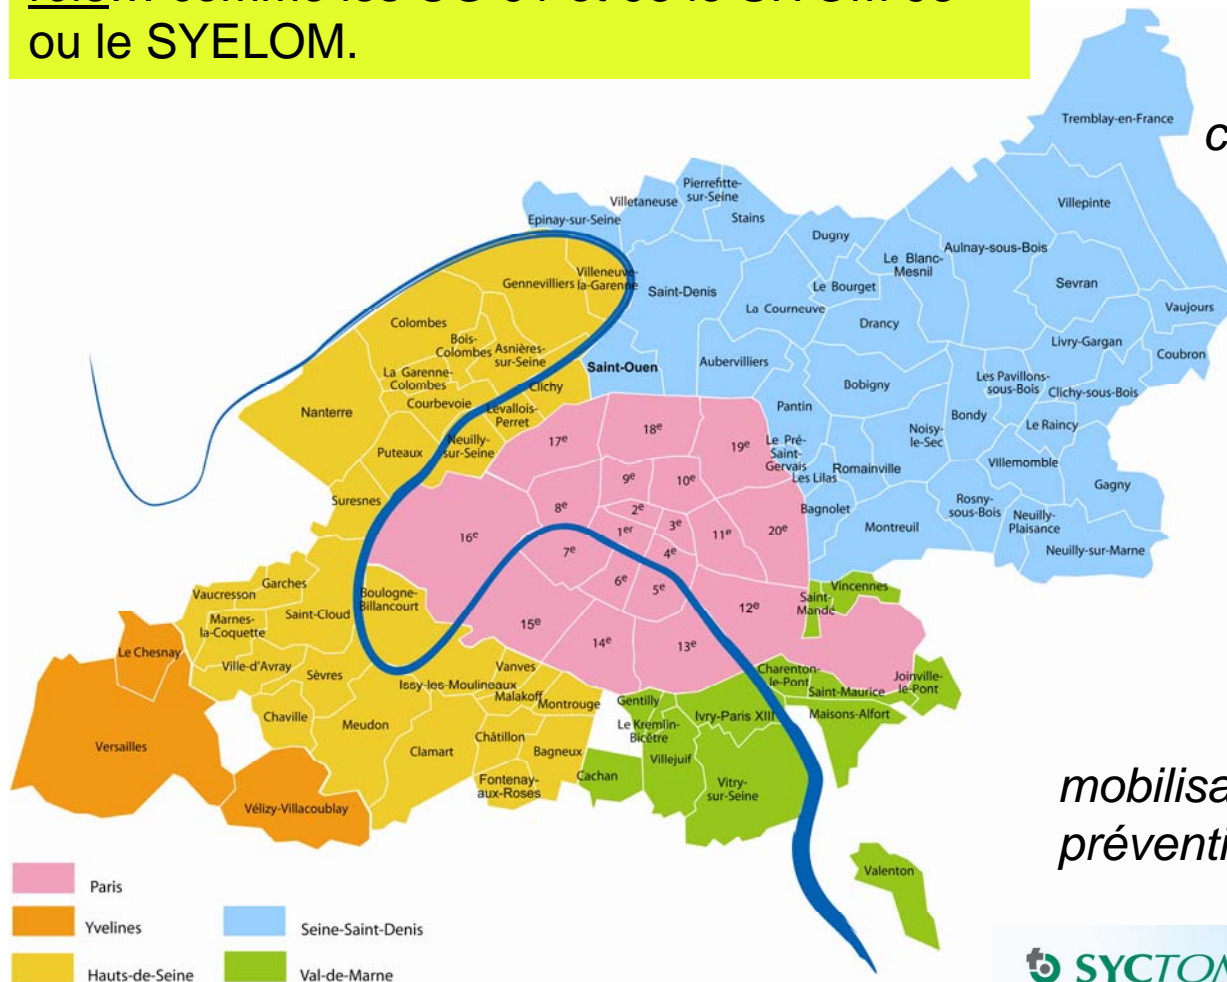 ou le SYELOM.
Tremblay-en-France
Villepinte
Pierrefitte-
sur-Seine
Villetaneuse
Stains
Epinay-sur-Seine
Dugny
Le Blanc-
Mesnil
Aulnay-sous-Bois
Sevran
Vaujours
Gennevilliers
Villeneuve-
la-Garenne
Saint-Denis
Le Bourget
La Courneuve
Drancy
Livry-Gargan
Coubron
Colombes
Bois-
Colombes
Asnières-
sur-Seine
Saint-Ouen
Aubervilliers
La Garenne-
Colombes
Clichy
Bobigny
Les Pavillons-
sous-Bois
Clichy-sous-Bois
Nanterre
Courbevoie
Levallois-
Perret
Pantin
Bondy
Le Raincy
Noisy-
le-Sec
Puteaux
Neuilly-
sur-Seine
17e
18e
19e
Le Pré-
Saint-
Gervais
Les Lilas
Romainville
Villemomble
Gagny
Suresnes
9e
10e
8e
2e
1er
3e
11e
20e
Bagnolet
Montreuil
Rosny-
sous-Bois
Neuilly-
Plaisance
Neuilly-sur-Marne
16e
7e
4e
6e
5e
12e
Saint-
Mandé
Vincennes
Vaucresson
Garches
Boulogne-
Billancourt
Marnes-
la-Coquette
Saint-Cloud
15e
14e
13e
Le Chesnay
Ville-d'Avray
Sèvres
Issy-les-Moulineaux
Vanves
Malakoff
Montrouge
Gentilly
Charenton-
le-Pont
Saint-Maurice
Joinville-
le-Pont
Chaville
Meudon
Le Kremlin-
Bicêtre
Ivry-Paris XIII
Maisons-Alfort
Versailles
Clamart
Châtillon
Bagneux
Villejuif
Cachan
Vitry-
sur-Seine
Fontenay-
aux-Roses
Vélizy-Villacoublay
Valenton
Paris
Yvelines
Hauts-de-Seine
Seine-Saint-Denis
Val-de-Marne
c
mobilisa
préventi
SYCTOM